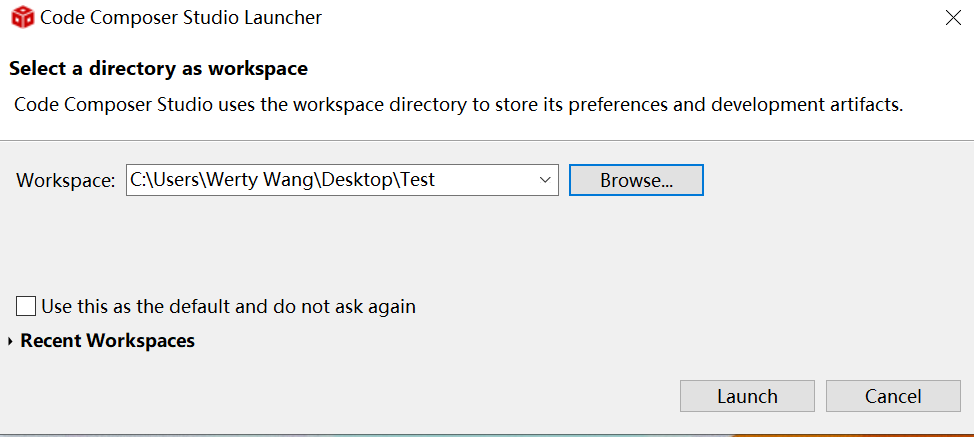 Code Composer Studio Launcher
Select a directory as workspace
Code Composer Studio uses the workspace directory to store its preferences and development artifacts.
Workspace: C:\Users\Werty Wang\Desktop\Test Browse...
Use this as the default and do not ask again
Recent Workspaces
Launch Cancel